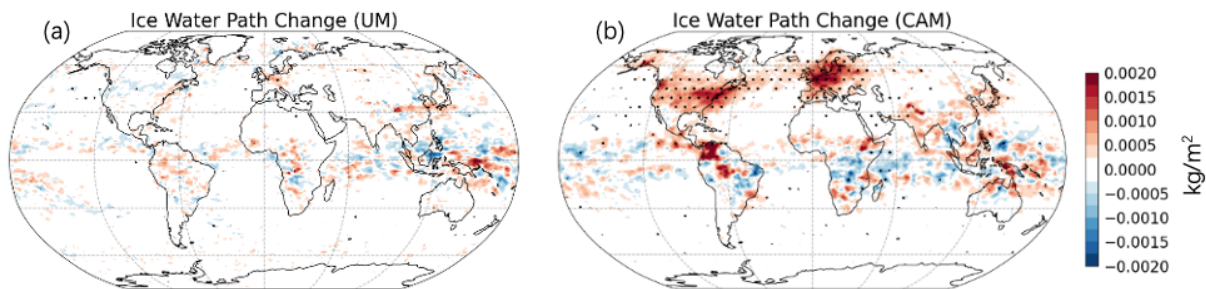 Ice Water Path Change (UM)
(a)
Ice Water Path Change (CAM)
(b)
0.0020
0.0015
0.0010
0.0005
0.0000
−0.0005
−0.0010
−0.0015
−0.0020
kg/m²